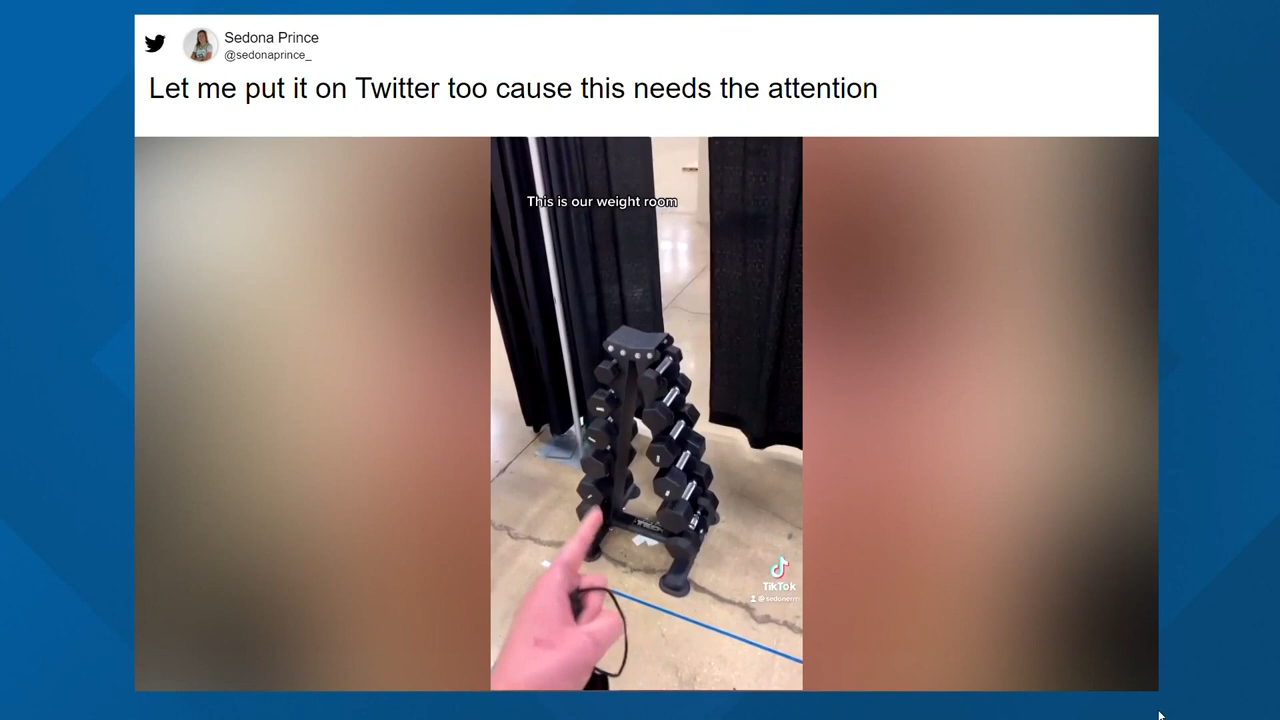 Sedona Prince
@sedonaprince_
Let me put it on Twitter too cause this needs the attention
This is our weight room
TikTok